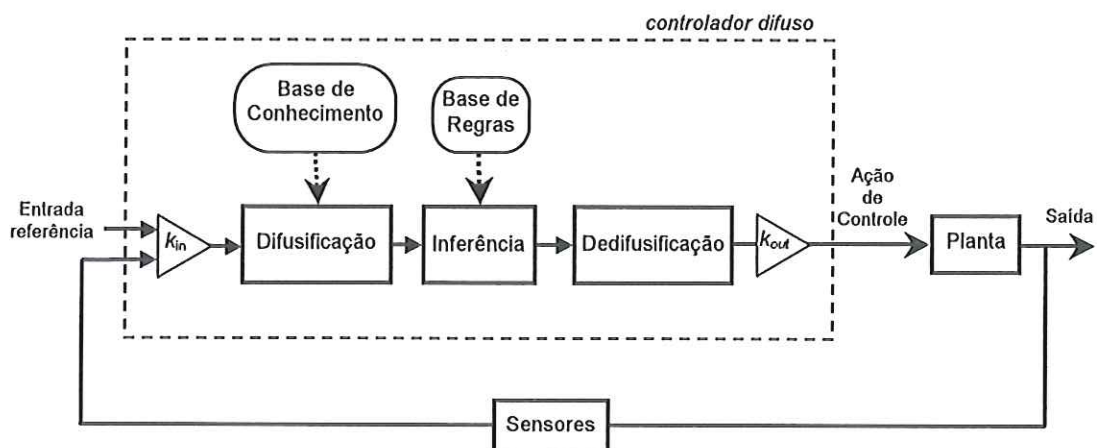 controlador difuso
Base de
Conhecimento
Base de
Regras
Entrada
referência
k_in
Difusificação
Inferência
Dedifusificação
k_out
Ação
de
Controle
Planta
Saída
Sensores